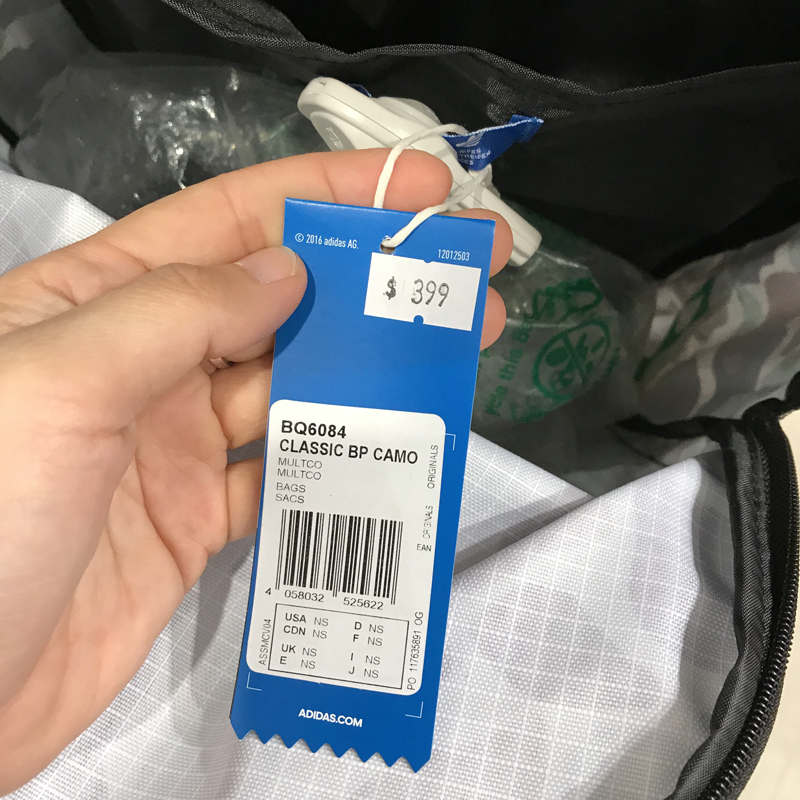 © 2016 adidas AG.
12012503
$ 399
BQ6084
CLASSIC BP CAMO
MULTCO
MULTCO
BAGS
SACS
ORIGINALS
ORIGINALS
EAN
4 058032 525622
ASSMCV04
USA NS D NS
CDN NS F NS
UK NS I NS
E NS J NS
PO 117635891 OG
ADIDAS.COM